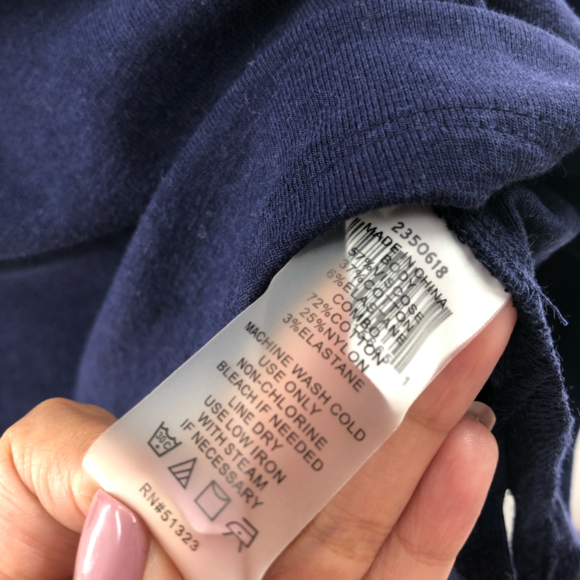 2350618
MADE IN CHINA
BODY
57%VISCOSE
37%COTTON
6%ELASTANE
COMBO
72%COTTON
25%NYLON
3%ELASTANE
MACHINE WASH COLD
USE ONLY
NON-CHLORINE
BLEACH IF NEEDED
LINE DRY
USE LOW IRON
WITH STEAM
IF NECESSARY
30C
RN#51323